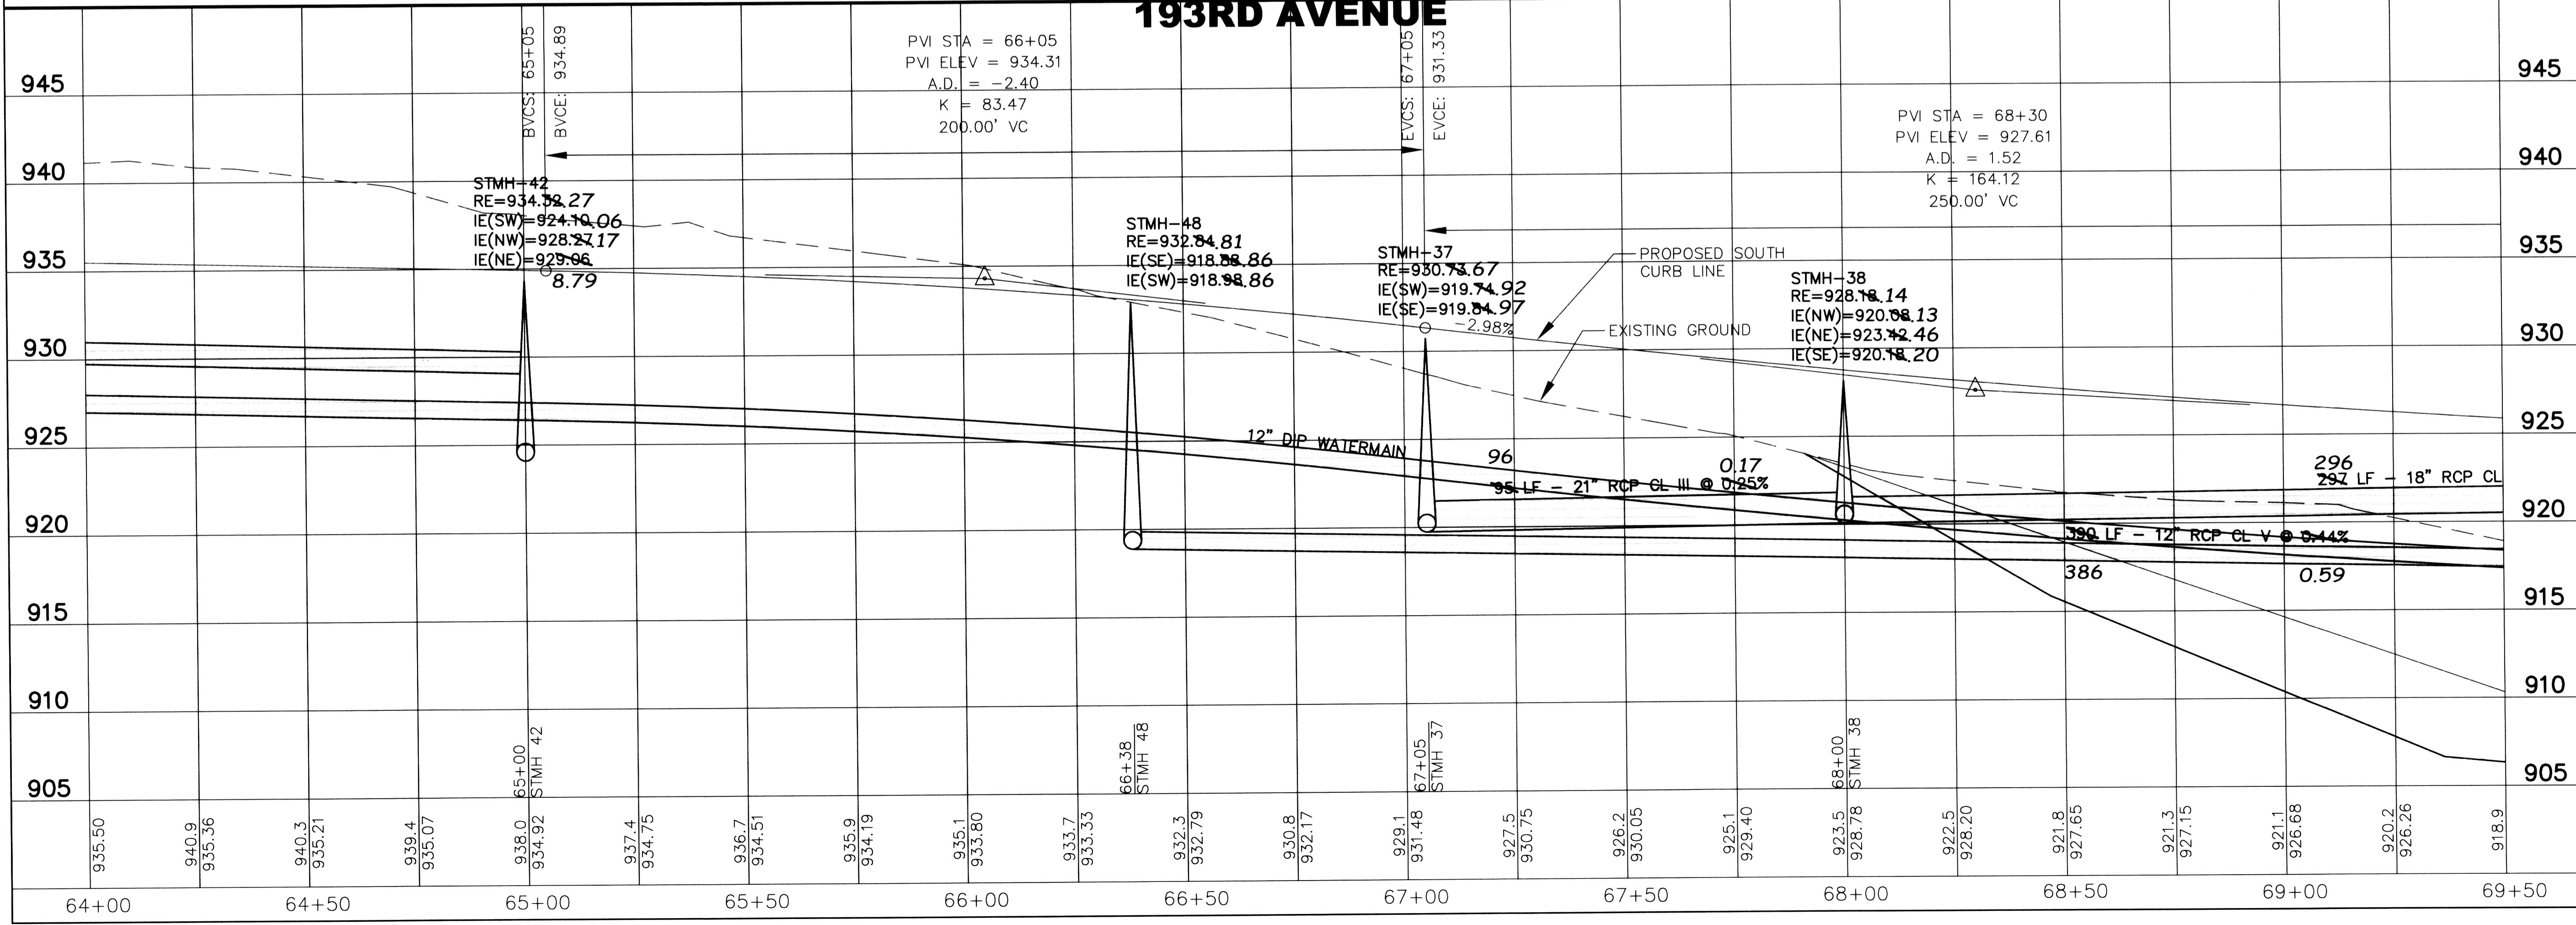 193RD AVENUE
BVCS: 65+05
BVCE: 934.89
PVI STA = 66+05
PVI ELEV = 934.31
A.D. = -2.40
K = 83.47
200.00' VC
EVCS: 67+05
EVCE: 931.33
PVI STA = 68+30
PVI ELEV = 927.61
A.D. = 1.52
K = 164.12
250.00' VC
945
945
940
940
935
935
930
930
925
925
920
920
915
915
910
910
905
905
STMH-42
RE=934.32 .27
IE(SW)=924.10 .06
IE(NW)=928.27 .17
IE(NE)=929.06
8.79
STMH-48
RE=932.84 .81
IE(SE)=918.88 .86
IE(SW)=918.98 .86
STMH-37
RE=930.73 .67
IE(SW)=919.74 .92
IE(SE)=919.84 .97
-2.98%
PROPOSED SOUTH
CURB LINE
EXISTING GROUND
STMH-38
RE=928.18 .14
IE(NW)=920.08 .13
IE(NE)=923.42 .46
IE(SE)=920.18 .20
12" DIP WATERMAIN
96
0.17
95 LF - 21" RCP CL III @ 0.25%
296
297 LF - 18" RCP CL
390 LF - 12" RCP CL V @ 0.44%
386
0.59
65+00
STMH 42
66+38
STMH 48
67+05
STMH 37
68+00
STMH 38
935.50
940.9
935.36
940.3
935.21
939.4
935.07
938.0
934.92
937.4
934.75
936.7
934.51
935.9
934.19
935.1
933.80
933.7
933.33
932.3
932.79
930.8
932.17
929.1
931.48
927.5
930.75
926.2
930.05
925.1
929.40
923.5
928.78
922.5
928.20
921.8
927.65
921.3
927.15
921.1
926.68
920.2
926.26
918.9
64+00
64+50
65+00
65+50
66+00
66+50
67+00
67+50
68+00
68+50
69+00
69+50